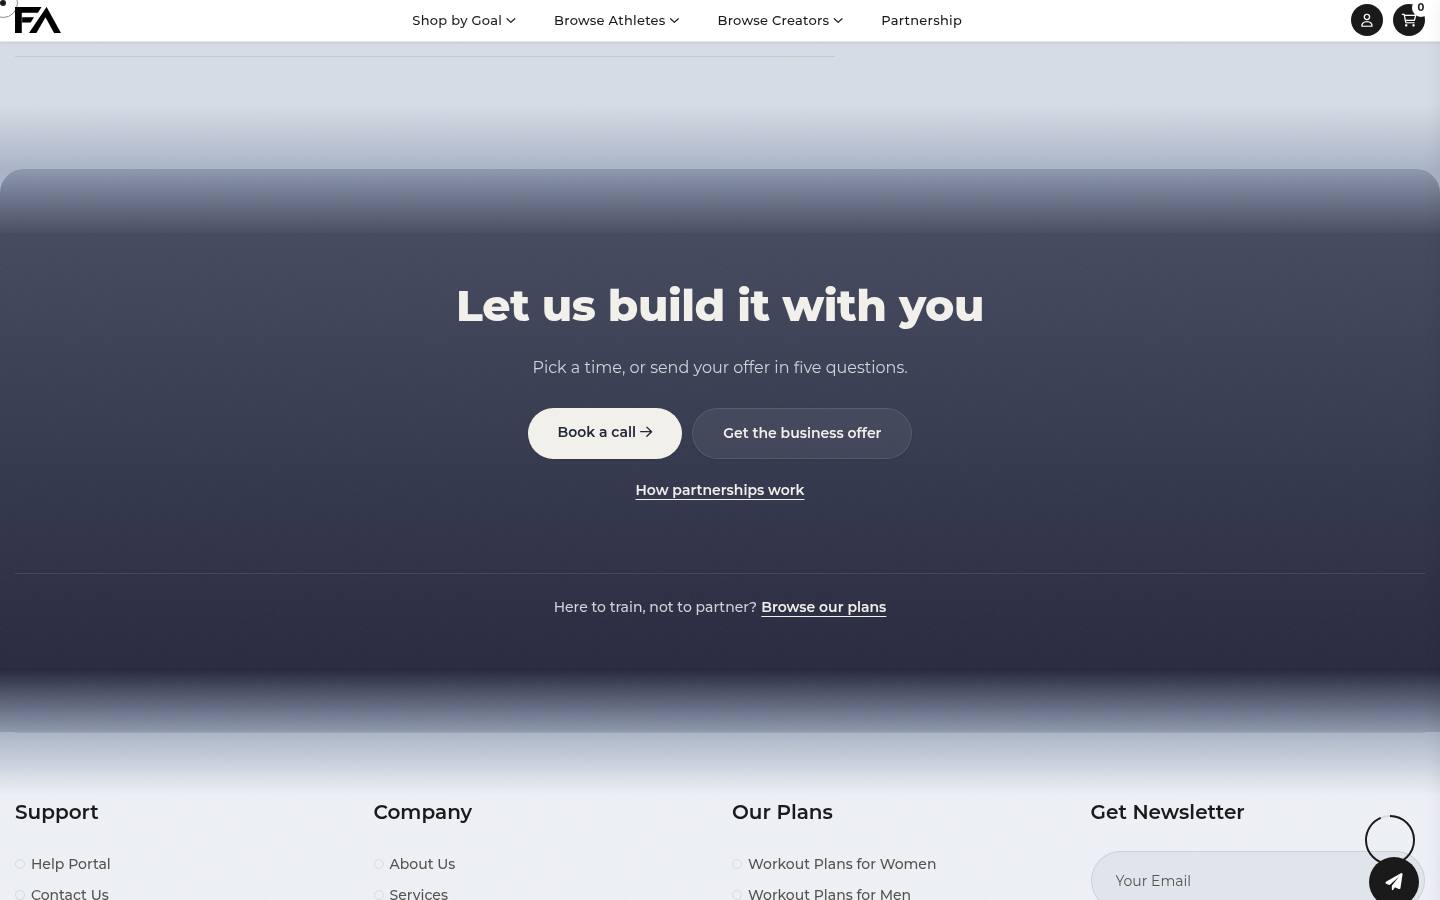 FA
Shop by Goal
Browse Athletes
Browse Creators
Partnership
0
Let us build it with you
Pick a time, or send your offer in five questions.
Book a call →
Get the business offer
How partnerships work
Here to train, not to partner? Browse our plans
Support
Company
Our Plans
Get Newsletter
Help Portal
About Us
Workout Plans for Women
Your Email
Contact Us
Services
Workout Plans for Men